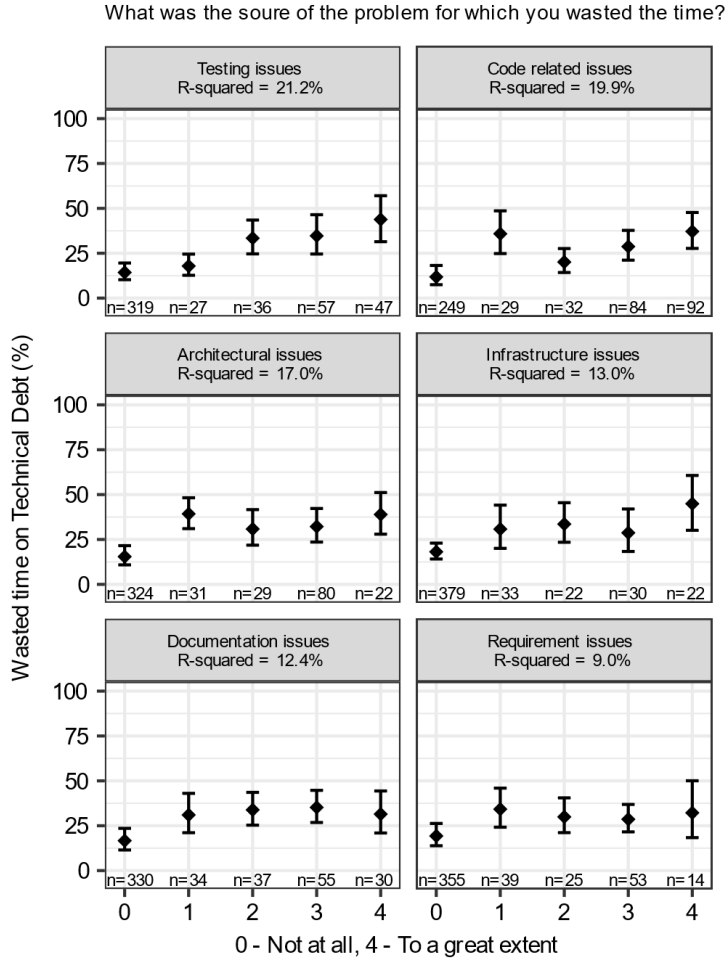 What was the soure of the problem for which you wasted the time?
Testing issues
R-squared = 21.2%
Code related issues
R-squared = 19.9%
100
75
50
25
0
n=319 n=27 n=36 n=57 n=47
n=249 n=29 n=32 n=84 n=92
Architectural issues
R-squared = 17.0%
Infrastructure issues
R-squared = 13.0%
100
75
50
25
0
n=324 n=31 n=29 n=80 n=22
n=379 n=33 n=22 n=30 n=22
Documentation issues
R-squared = 12.4%
Requirement issues
R-squared = 9.0%
100
75
50
25
0
n=330 n=34 n=37 n=55 n=30
n=355 n=39 n=25 n=53 n=14
0 1 2 3 4
0 1 2 3 4
Wasted time on Technical Debt (%)
0 - Not at all, 4 - To a great extent